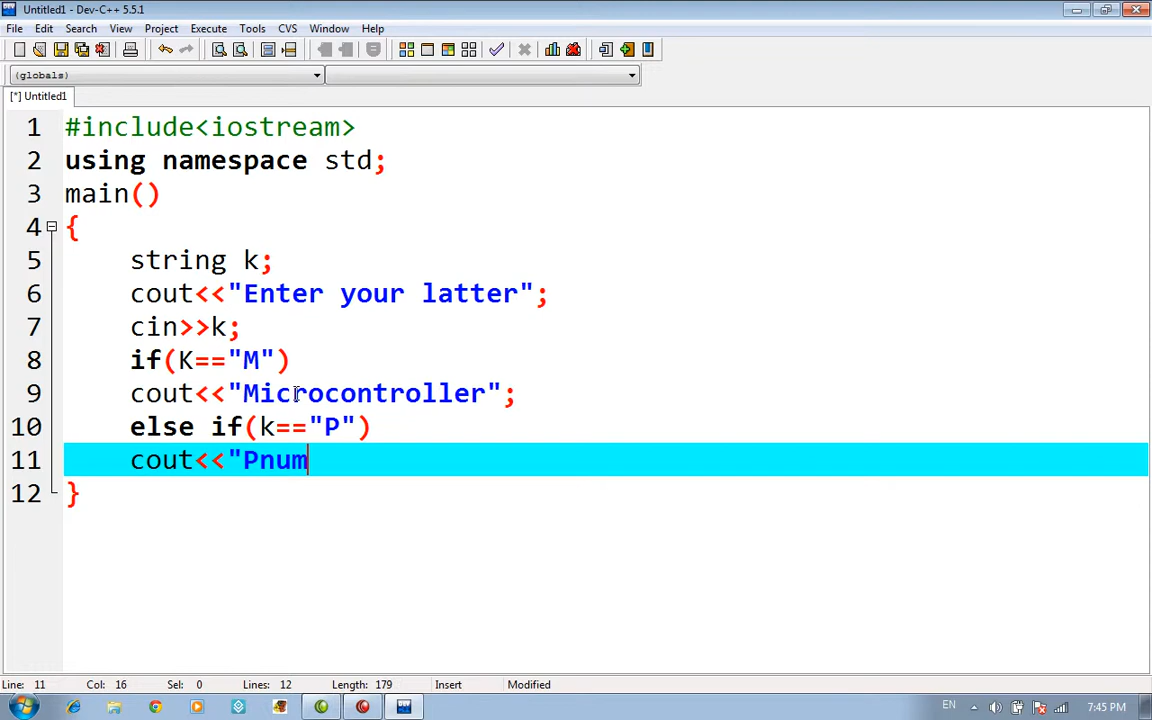 Untitled1 - Dev-C++ 5.5.1
File Edit Search View Project Execute Tools CVS Window Help
(globals)
[*] Untitled1
1 #include<iostream>
2 using namespace std;
3 main()
4 {
5 string k;
6 cout<<"Enter your latter";
7 cin>>k;
8 if(K=="M")
9 cout<<"Microcontroller";
10 else if(k=="P")
11 cout<<"Pnum
12 }
Line: 11 Col: 16 Sel: 0 Lines: 12 Length: 179 Insert Modified
DEV EN 7:45 PM